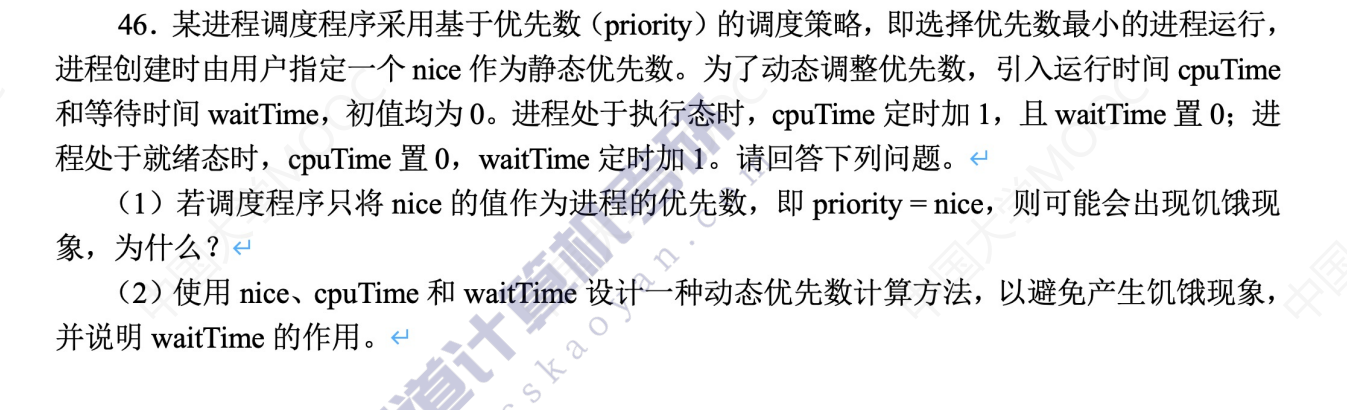 46. 某进程调度程序采用基于优先数（priority）的调度策略，即选择优先数最小的进程运行，
进程创建时由用户指定一个 nice 作为静态优先数。为了动态调整优先数，引入运行时间 cpuTime
和等待时间 waitTime，初值均为 0。进程处于执行态时，cpuTime 定时加 1，且 waitTime 置 0；进
程处于就绪态时，cpuTime 置 0，waitTime 定时加 1。请回答下列问题。
（1）若调度程序只将 nice 的值作为进程的优先数，即 priority = nice，则可能会出现饥饿现
象，为什么？
（2）使用 nice、cpuTime 和 waitTime 设计一种动态优先数计算方法，以避免产生饥饿现象，
并说明 waitTime 的作用。